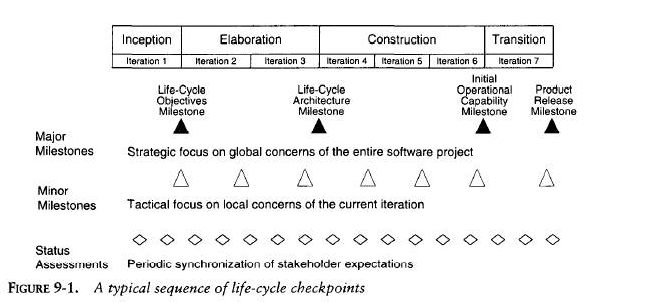 Inception Elaboration Construction Transition
Iteration 1 Iteration 2 Iteration 3 Iteration 4 Iteration 5 Iteration 6 Iteration 7
Life-Cycle
Objectives
Milestone
Life-Cycle
Architecture
Milestone
Initial
Operational
Capability
Milestone
Product
Release
Milestone
Major
Milestones
Strategic focus on global concerns of the entire software project
Minor
Milestones
Tactical focus on local concerns of the current iteration
Status
Assessments
Periodic synchronization of stakeholder expectations
FIGURE 9-1. A typical sequence of life-cycle checkpoints